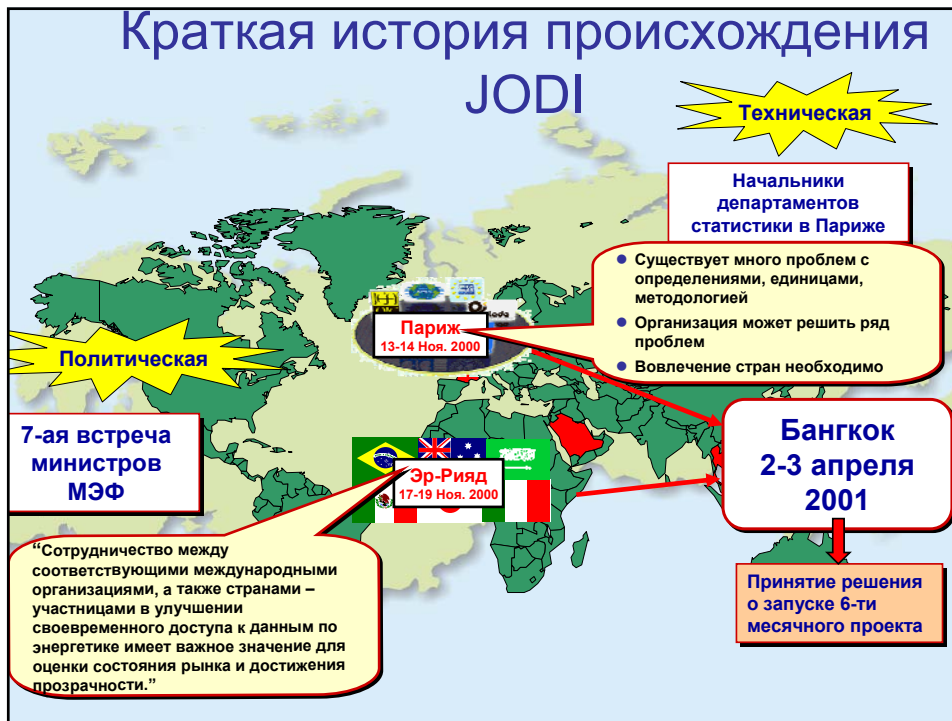 Краткая история происхождения
JODI
Техническая
Начальники
департаментов
статистики в Париже
● Существует много проблем с
определениями, единицами,
методологией
● Организация может решить ряд
проблем
● Вовлечение стран необходимо
Париж
13-14 Ноя. 2000
Политическая
7-ая встреча
министров
МЭФ
Эр-Рияд
17-19 Ноя. 2000
Бангкок
2-3 апреля
2001
“Сотрудничество между
соответствующими международными
организациями, а также странами –
участницами в улучшении
своевременного доступа к данным по
энергетике имеет важное значение для
оценки состояния рынка и достижения
прозрачности.”
Принятие решения
о запуске 6-ти
месячного проекта